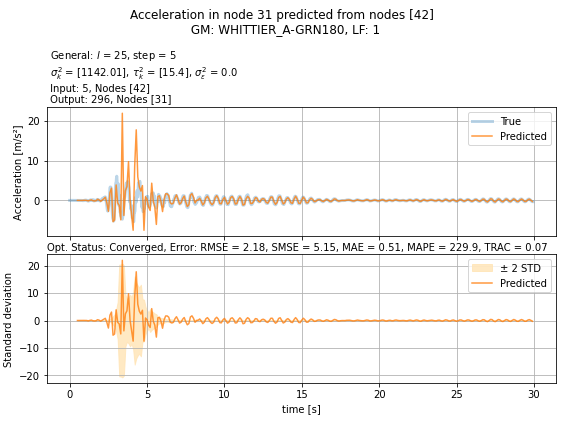 Acceleration in node 31 predicted from nodes [42]
GM: WHITTIER_A-GRN180, LF: 1
General: l = 25, step = 5
σ²ₖ = [1142.01], τ²ₖ = [15.4], σ²ε = 0.0
Input: 5, Nodes [42]
Output: 296, Nodes [31]
Acceleration [m/s²]
20
10
0
True
Predicted
Opt. Status: Converged, Error: RMSE = 2.18, SMSE = 5.15, MAE = 0.51, MAPE = 229.9, TRAC = 0.07
Standard deviation
20
10
0
−10
−20
± 2 STD
Predicted
0 5 10 15 20 25 30
time [s]